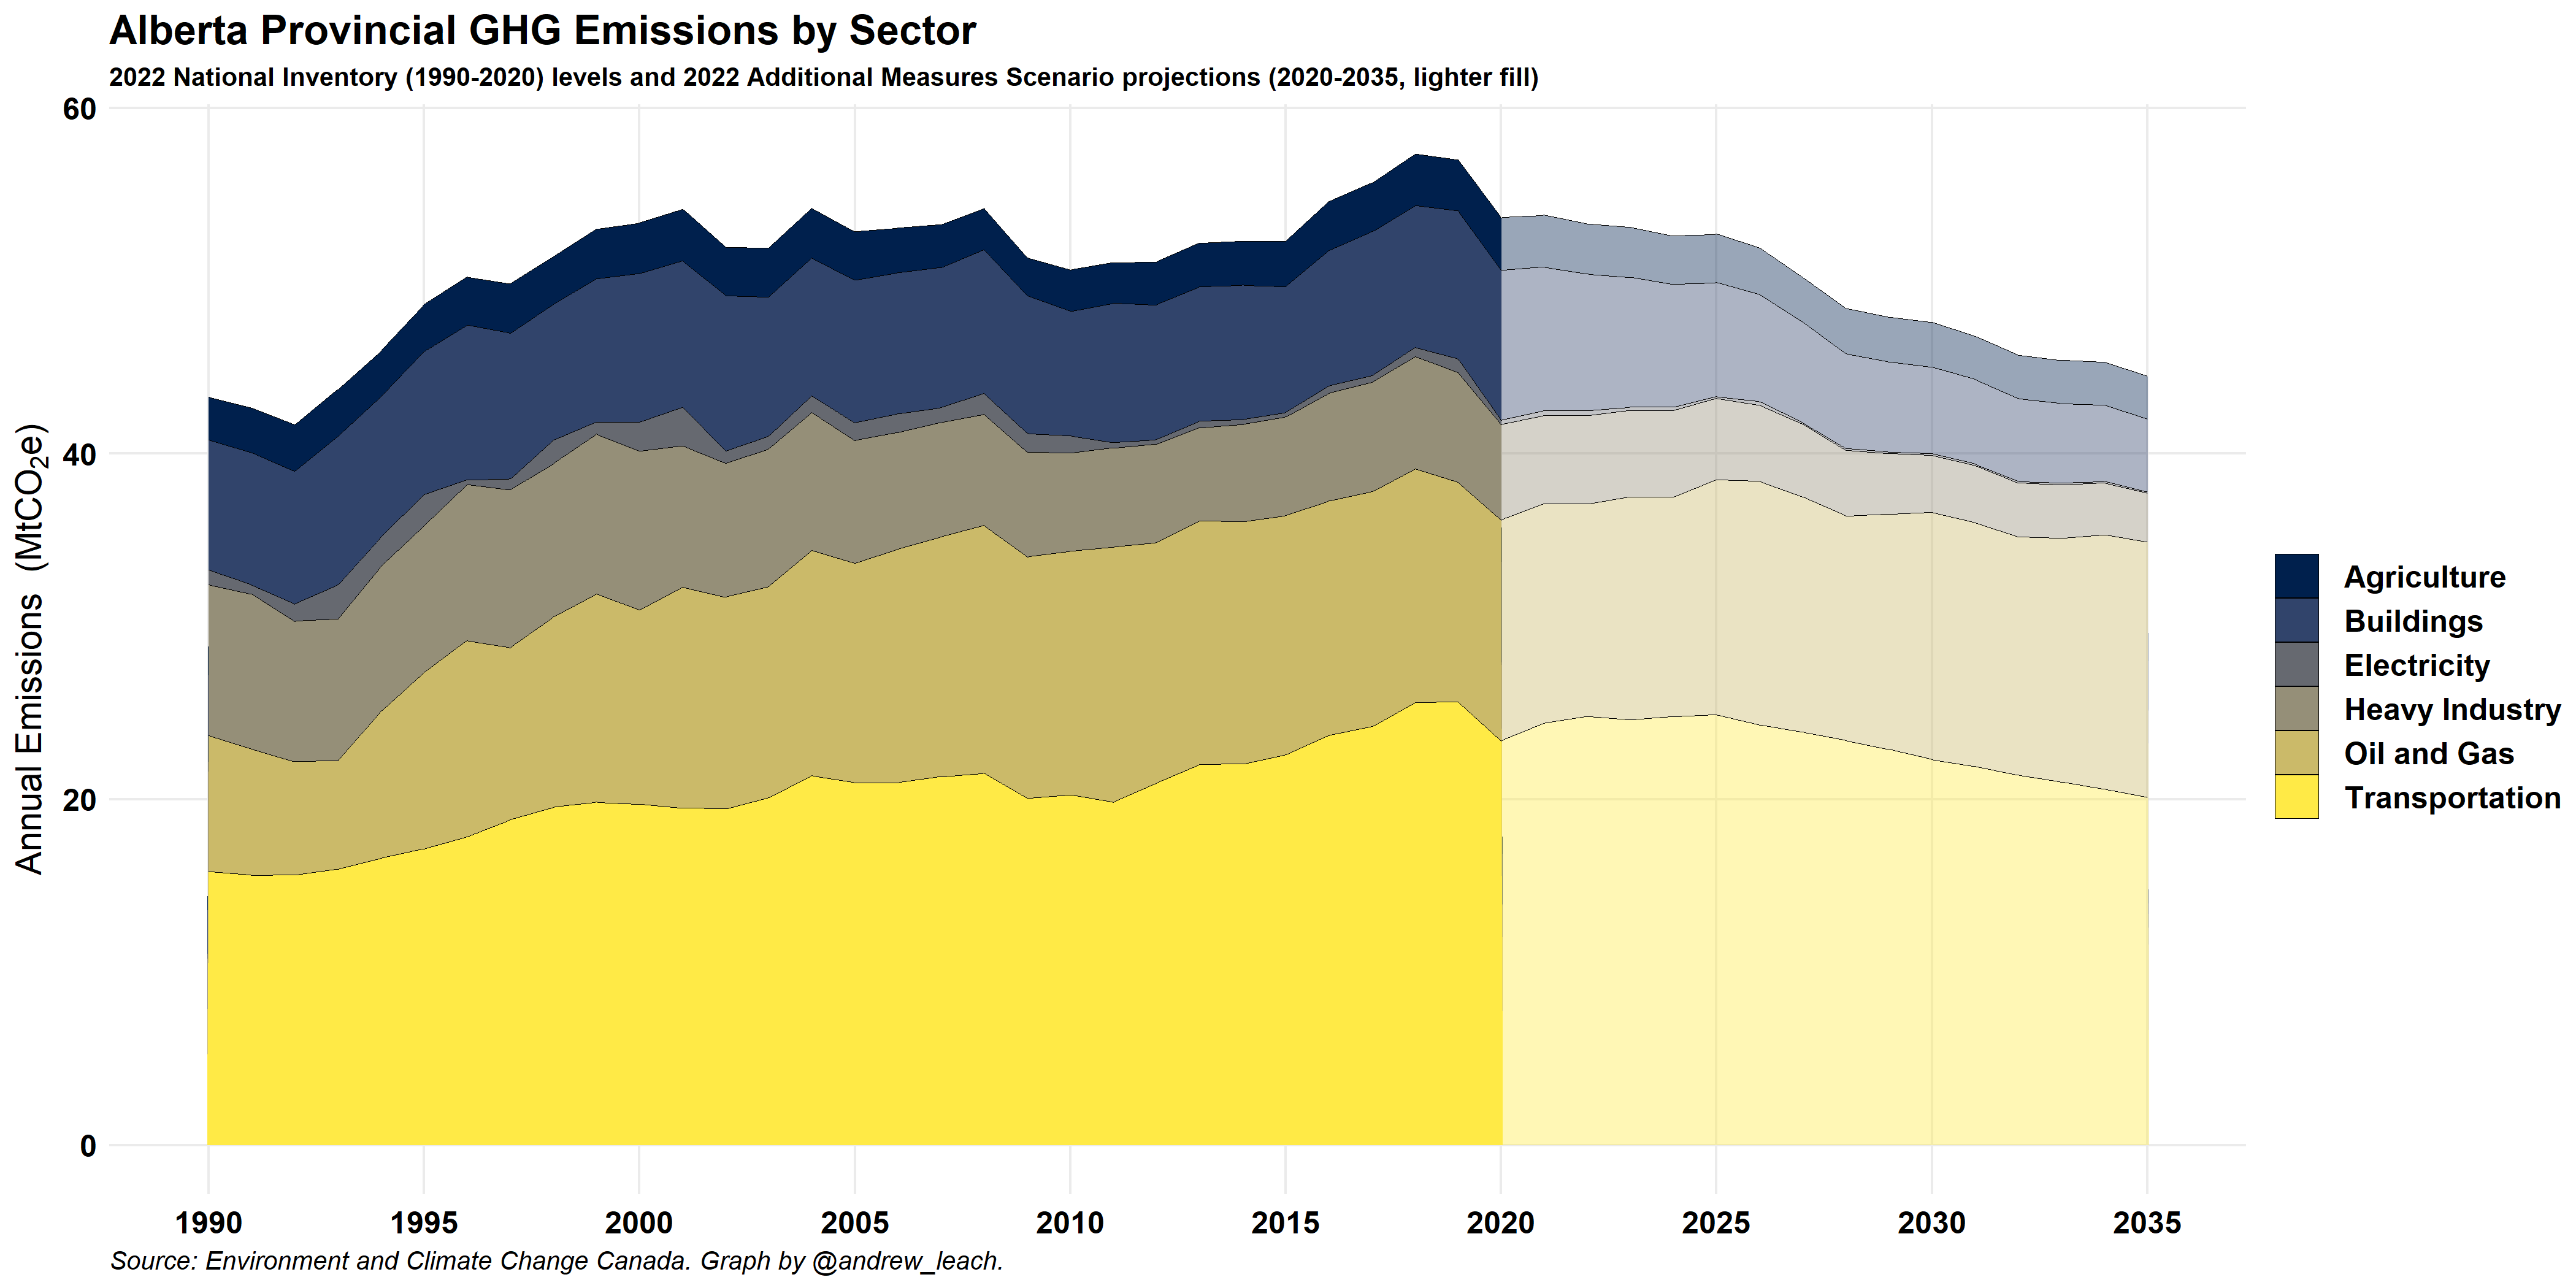 Alberta Provincial GHG Emissions by Sector
2022 National Inventory (1990-2020) levels and 2022 Additional Measures Scenario projections (2020-2035, lighter fill)
60
40
20
0
Annual Emissions (MtCO₂e)
Agriculture
Buildings
Electricity
Heavy Industry
Oil and Gas
Transportation
1990 1995 2000 2005 2010 2015 2020 2025 2030 2035
Source: Environment and Climate Change Canada. Graph by @andrew_leach.